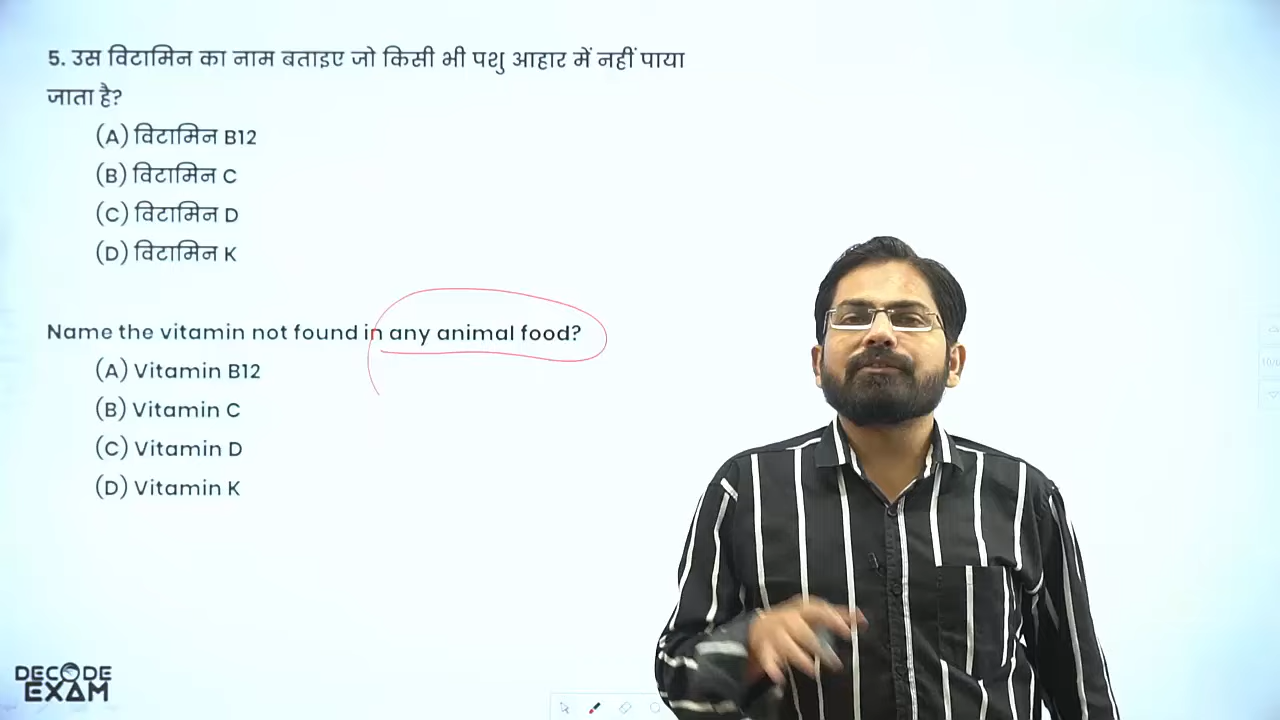 5. उस विटामिन का नाम बताइए जो किसी भी पशु आहार में नहीं पाया
जाता है?
(A) विटामिन B12
(B) विटामिन C
(C) विटामिन D
(D) विटामिन K
Name the vitamin not found in any animal food?
(A) Vitamin B12
(B) Vitamin C
(C) Vitamin D
(D) Vitamin K
DECODE
EXAM